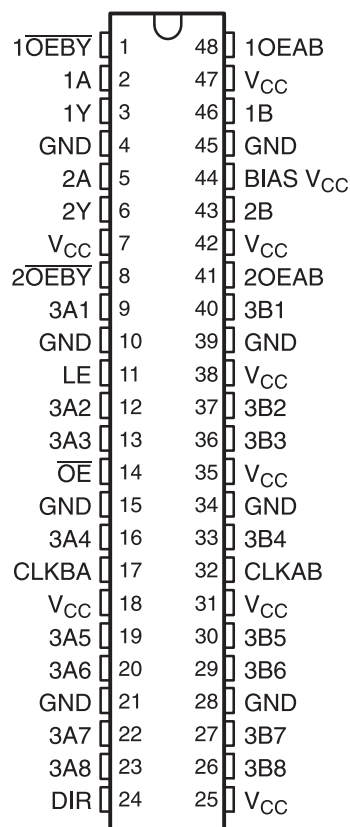 1O̅E̅B̅Y̅ 1 48 1OEAB
1A 2 47 VCC
1Y 3 46 1B
GND 4 45 GND
2A 5 44 BIAS VCC
2Y 6 43 2B
VCC 7 42 VCC
2O̅E̅B̅Y̅ 8 41 2OEAB
3A1 9 40 3B1
GND 10 39 GND
LE 11 38 VCC
3A2 12 37 3B2
3A3 13 36 3B3
O̅E̅ 14 35 VCC
GND 15 34 GND
3A4 16 33 3B4
CLKBA 17 32 CLKAB
VCC 18 31 VCC
3A5 19 30 3B5
3A6 20 29 3B6
GND 21 28 GND
3A7 22 27 3B7
3A8 23 26 3B8
DIR 24 25 VCC